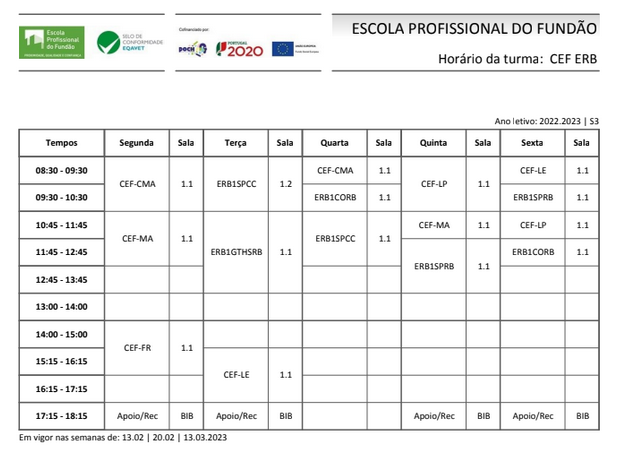 Escola
Profissional
do Fundão
SELO DE
CONFORMIDADE
EQAVET
Cofinanciado por:
POCH
PORTUGAL
2020
UNIÃO EUROPEIA
Fundo Social Europeu
ESCOLA PROFISSIONAL DO FUNDÃO
Horário da turma: CEF ERB
Ano letivo: 2022.2023 | S3
Tempos Segunda Sala Terça Sala Quarta Sala Quinta Sala Sexta Sala
08:30 - 09:30 CEF-CMA 1.1 ERB1SPCC 1.2 CEF-CMA 1.1 CEF-LP 1.1 CEF-LE 1.1
09:30 - 10:30 ERB1CORB 1.1 ERB1SPRB 1.1
10:45 - 11:45 CEF-MA 1.1 ERB1GTHSRB 1.1 ERB1SPCC 1.1 CEF-MA 1.1 CEF-LP 1.1
11:45 - 12:45 ERB1SPRB 1.1 ERB1CORB 1.1
12:45 - 13:45
13:00 - 14:00
14:00 - 15:00 CEF-FR 1.1
15:15 - 16:15 CEF-LE 1.1
16:15 - 17:15
17:15 - 18:15 Apoio/Rec BIB Apoio/Rec BIB Apoio/Rec BIB Apoio/Rec BIB
Em vigor nas semanas de: 13.02 | 20.02 | 13.03.2023